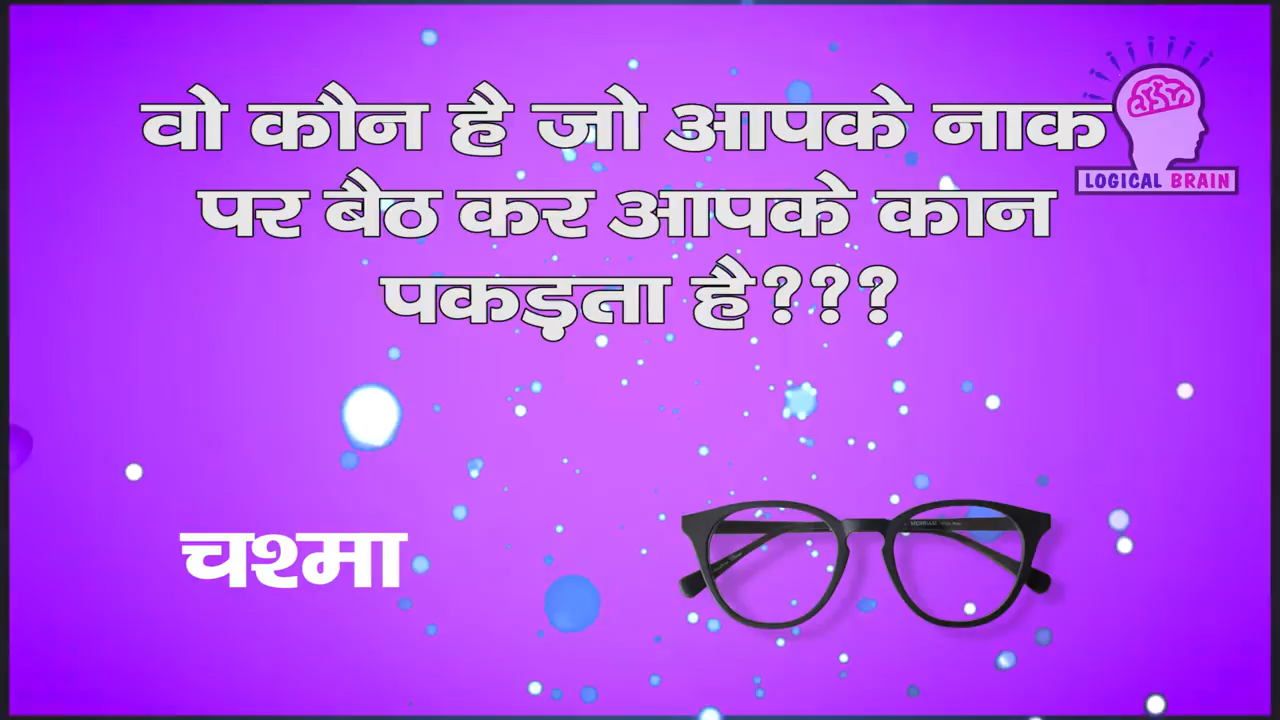 वो कौन है जो आपके नाक
पर बैठ कर आपके कान
पकड़ता है???
LOGICAL BRAIN
चश्मा